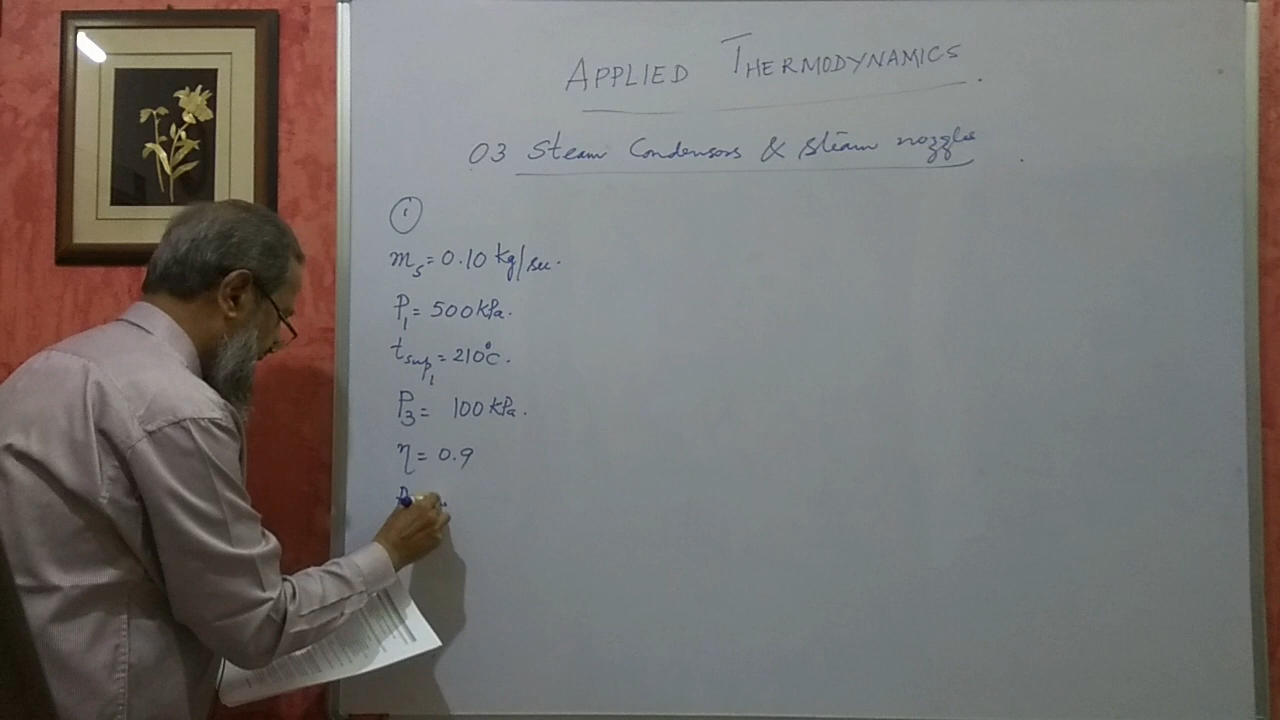 APPLIED THERMODYNAMICS.
03 Steam Condensors & Steam nozzles
1
ms = 0.10 kg/sec.
P1 = 500 kPa.
tsup1 = 210°C.
P3 = 100 kPa.
η = 0.9